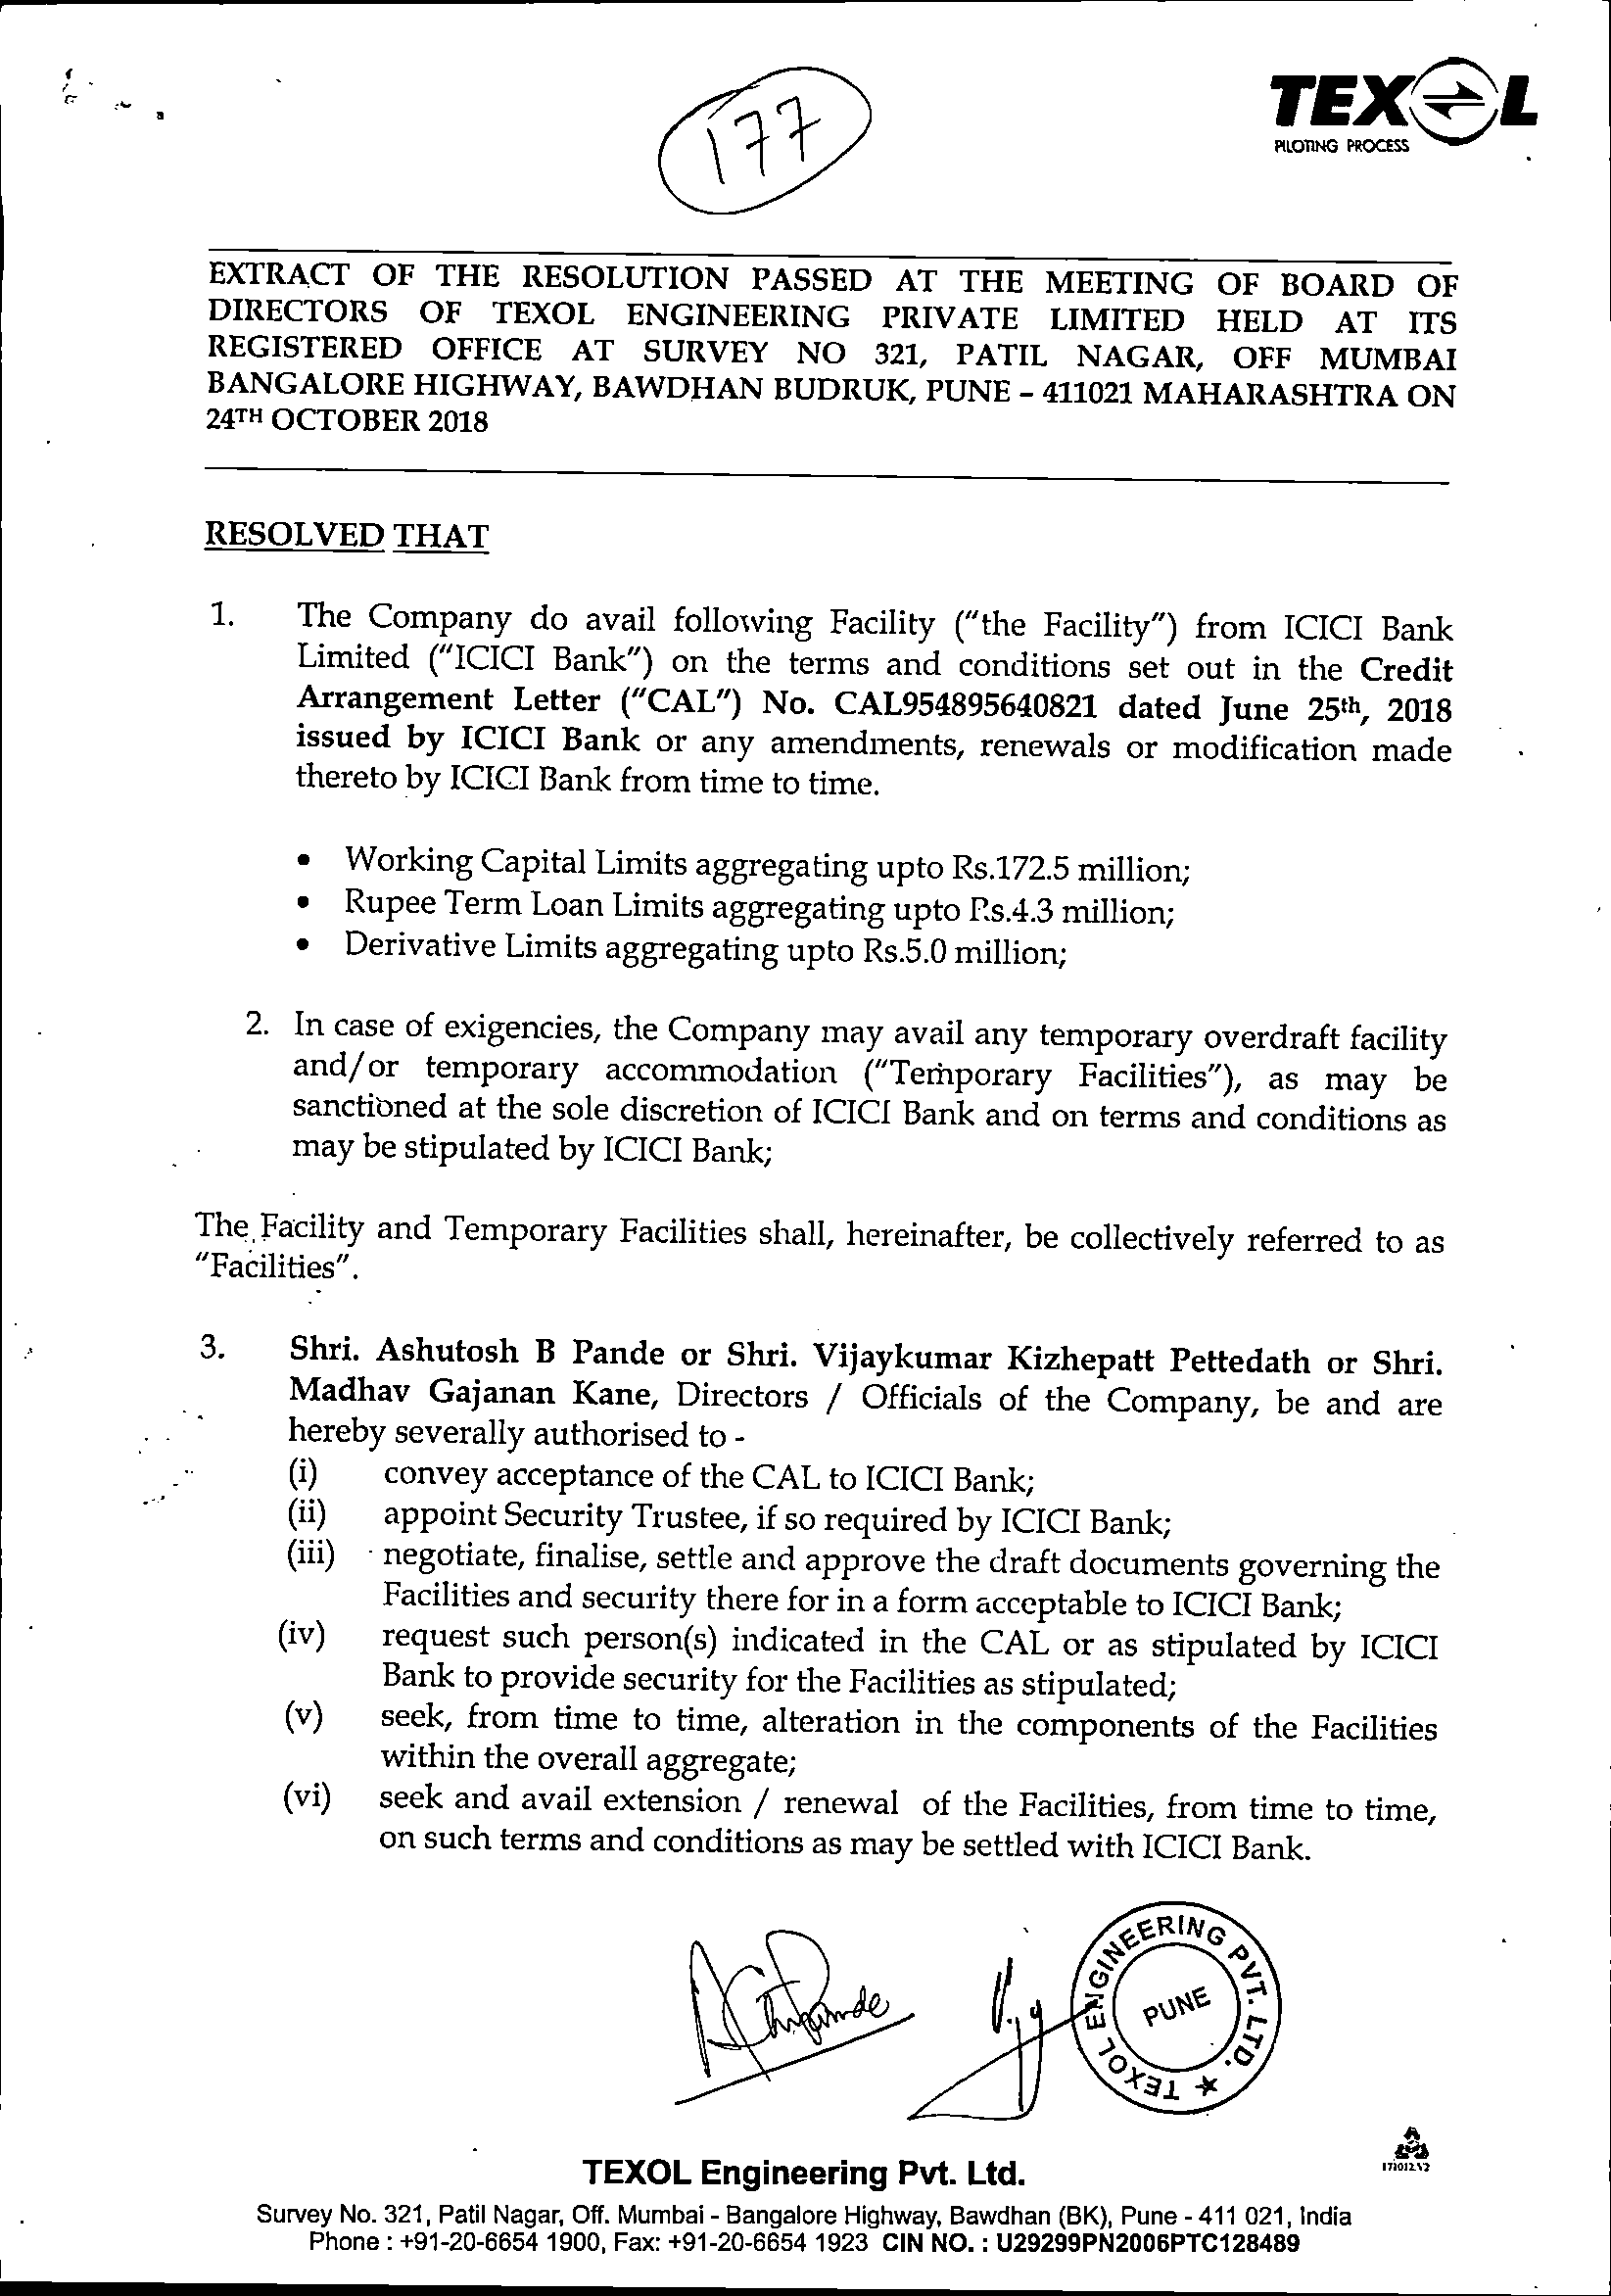 177
TEXOL
PILOTING PROCESS
EXTRACT OF THE RESOLUTION PASSED AT THE MEETING OF BOARD OF
DIRECTORS OF TEXOL ENGINEERING PRIVATE LIMITED HELD AT ITS
REGISTERED OFFICE AT SURVEY NO 321, PATIL NAGAR, OFF MUMBAI
BANGALORE HIGHWAY, BAWDHAN BUDRUK, PUNE – 411021 MAHARASHTRA ON
24TH OCTOBER 2018
RESOLVED THAT
1. The Company do avail following Facility ("the Facility") from ICICI Bank
Limited ("ICICI Bank") on the terms and conditions set out in the Credit
Arrangement Letter ("CAL") No. CAL954895640821 dated June 25th, 2018
issued by ICICI Bank or any amendments, renewals or modification made
thereto by ICICI Bank from time to time.
• Working Capital Limits aggregating upto Rs.172.5 million;
• Rupee Term Loan Limits aggregating upto Rs.4.3 million;
• Derivative Limits aggregating upto Rs.5.0 million;
2. In case of exigencies, the Company may avail any temporary overdraft facility
and/or temporary accommodation ("Temporary Facilities"), as may be
sanctioned at the sole discretion of ICICI Bank and on terms and conditions as
may be stipulated by ICICI Bank;
The Facility and Temporary Facilities shall, hereinafter, be collectively referred to as
"Facilities".
3. Shri. Ashutosh B Pande or Shri. Vijaykumar Kizhepatt Pettedath or Shri.
Madhav Gajanan Kane, Directors / Officials of the Company, be and are
hereby severally authorised to -
(i) convey acceptance of the CAL to ICICI Bank;
(ii) appoint Security Trustee, if so required by ICICI Bank;
(iii) negotiate, finalise, settle and approve the draft documents governing the
Facilities and security there for in a form acceptable to ICICI Bank;
(iv) request such person(s) indicated in the CAL or as stipulated by ICICI
Bank to provide security for the Facilities as stipulated;
(v) seek, from time to time, alteration in the components of the Facilities
within the overall aggregate;
(vi) seek and avail extension / renewal of the Facilities, from time to time,
on such terms and conditions as may be settled with ICICI Bank.
TEXOL ENGINEERING PVT. LTD. ★
PUNE
TEXOL Engineering Pvt. Ltd.
Survey No. 321, Patil Nagar, Off. Mumbai - Bangalore Highway, Bawdhan (BK), Pune - 411 021, India
Phone : +91-20-6654 1900, Fax: +91-20-6654 1923 CIN NO. : U29299PN2006PTC128489